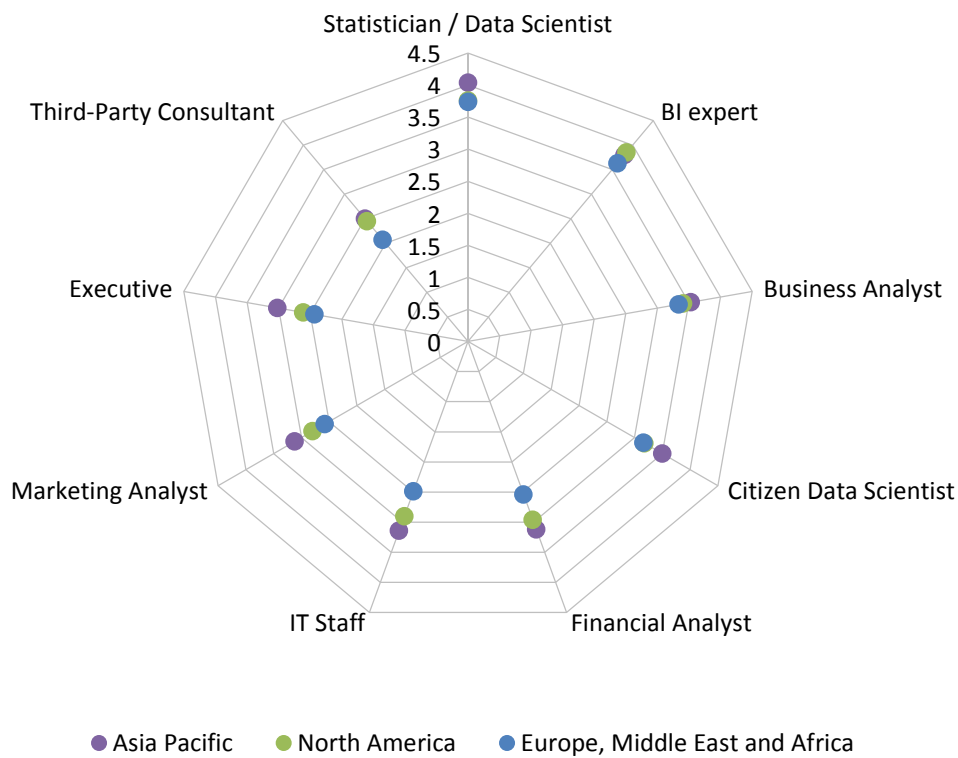 Statistician / Data Scientist
4.5
4
3.5
3
2.5
2
1.5
1
0.5
0
BI expert
Business Analyst
Citizen Data Scientist
Financial Analyst
IT Staff
Marketing Analyst
Executive
Third-Party Consultant
Asia Pacific
North America
Europe, Middle East and Africa